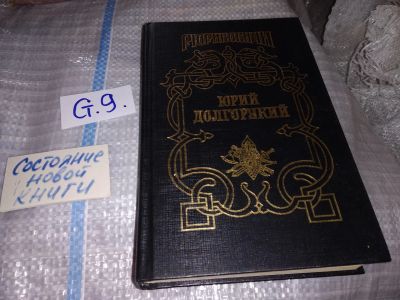 РЮРИКОВИЧИ
ЮРИЙ
ДОЛГОРУКИЙ
G.9.
СОСТОЯНИЕ
НОВОЙ
КНИГИ